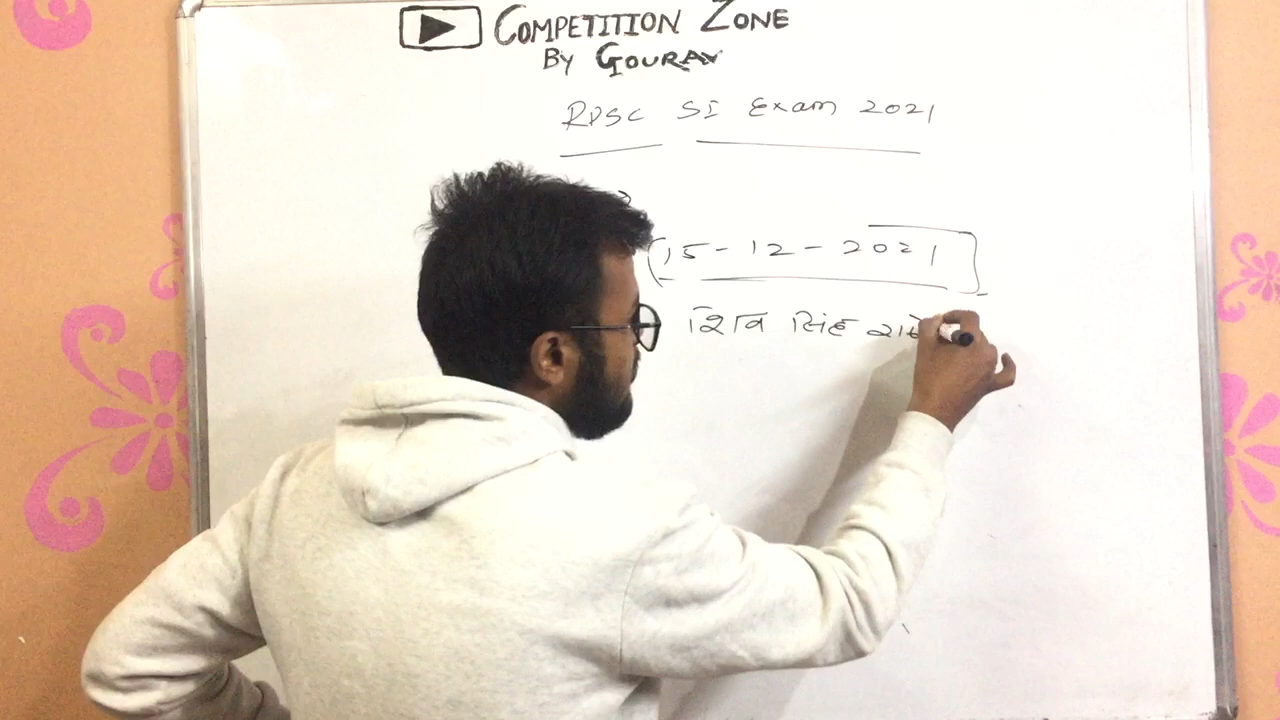 COMPETITION ZONE
BY GOURAV
RPSC SI Exam 2021
15-12-2021
शिव सिंह